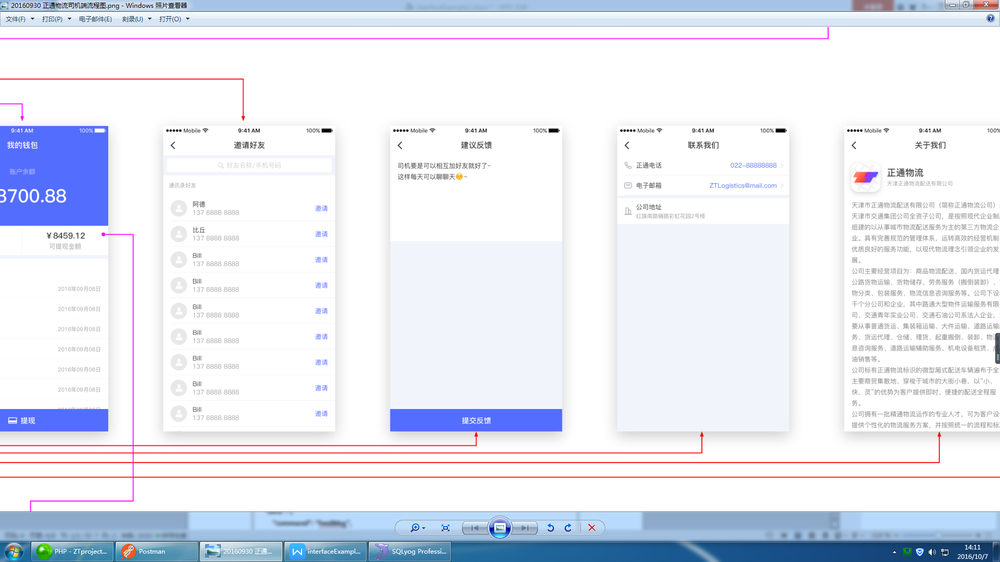 20160930 正通物流司机端流程图.png - Windows 照片查看器
文件(F) 打印(P) 电子邮件(E) 刻录(U) 打开(O)
9:41 AM 100%
我的钱包
账户余额
8700.88
¥8459.12
可提现金额
2016年09月08日
2016年09月08日
2016年09月08日
2016年09月08日
2016年09月08日
2016年09月08日
2016年09月08日
提现
Mobile 9:41 AM 100%
邀请好友
好友名称/手机号码
通讯录好友
阿德
137 8888 8888 邀请
比丘
137 8888 8888 邀请
Bill
137 8888 8888 邀请
Bill
137 8888 8888 邀请
Bill
137 8888 8888 邀请
Bill
137 8888 8888 邀请
Bill
137 8888 8888 邀请
Bill
137 8888 8888 邀请
Bill
137 8888 8888 邀请
Mobile 9:41 AM 100%
建议反馈
司机要是可以相互加好友就好了~
这样每天可以聊聊天☺~
提交反馈
Mobile 9:41 AM 100%
联系我们
正通电话 022-88888888
电子邮箱 ZTLogistics@mail.com
公司地址
红旗南路辅路彩虹花园2号楼
Mobile 9:41 AM 100%
关于我们
正通物流
天津正通物流配送有限公司
天津市正通物流配送有限公司（简称正通物流公司）
天津市交通集团公司全资子公司，是按照现代企业制
组建的以从事城市物流配送服务为主的第三方物流企
业。具有完善规范的管理体系，运转高效的经营机制
优质良好的服务功能，以现代物流理念引领企业的发
展。
公司主要经营项目为：商品物流配送、国内货运代理
公路货物运输、货物储存、劳务服务（搬倒装卸）、
物分类、包装服务、物流信息咨询服务等。公司下设
干个分公司和企业，其中路通大型物件运输服务有限
司、交通青年实业公司、交通石油公司系法人企业，
要从事普通货运、集装箱运输、大件运输、道路运输
务、货运代理、仓储、理货、起重搬倒、装卸、物流
息咨询服务、道路运输辅助服务、机电设备租赁、成
油销售等。
公司标有正通物流标识的微型厢式配送车辆遍布于全
主要商贸集散地、穿梭于城市的大街小巷，以“小、
快、灵”的优势为客户提供即时、便捷的配送全程服
务。
公司拥有一批精通物流运作的专业人才，可为客户设
提供个性化的物流服务方案，并按照统一的流程和标
PHP - ZTproject... Postman 20160930 正通... interfaceExampl... SQLyog Professi...
14:11
2016/10/7